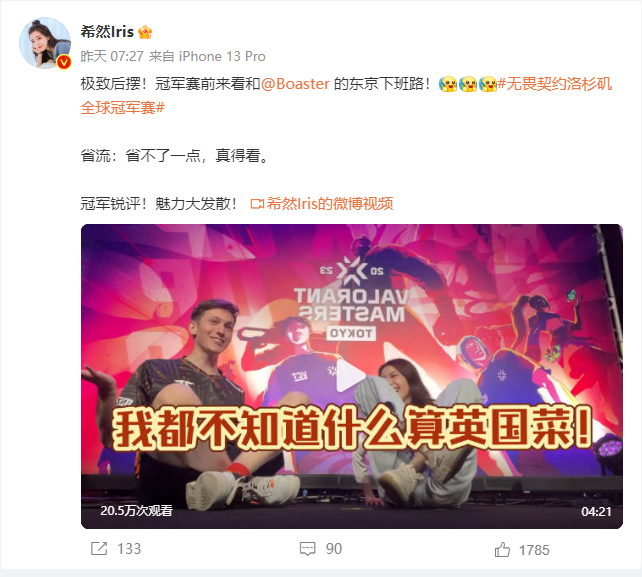 希然Iris
昨天 07:27 来自 iPhone 13 Pro
极致后摆！冠军赛前来看和@Boaster 的东京下班路！#无畏契约洛杉矶
全球冠军赛#
省流：省不了一点，真得看。
冠军锐评！魅力大发散！ 希然Iris的微博视频
2023
VALORANT
MASTERS
TOKYO
我都不知道什么算英国菜！
20.5万次观看
04:21
133
90
1785